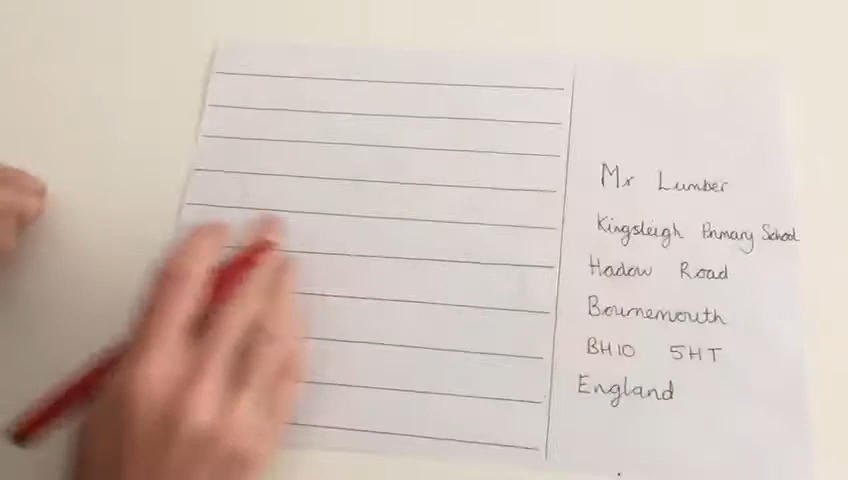 Mr Lumber
Kingsleigh Primary School
Hadow Road
Bournemouth
BH10 5HT
England